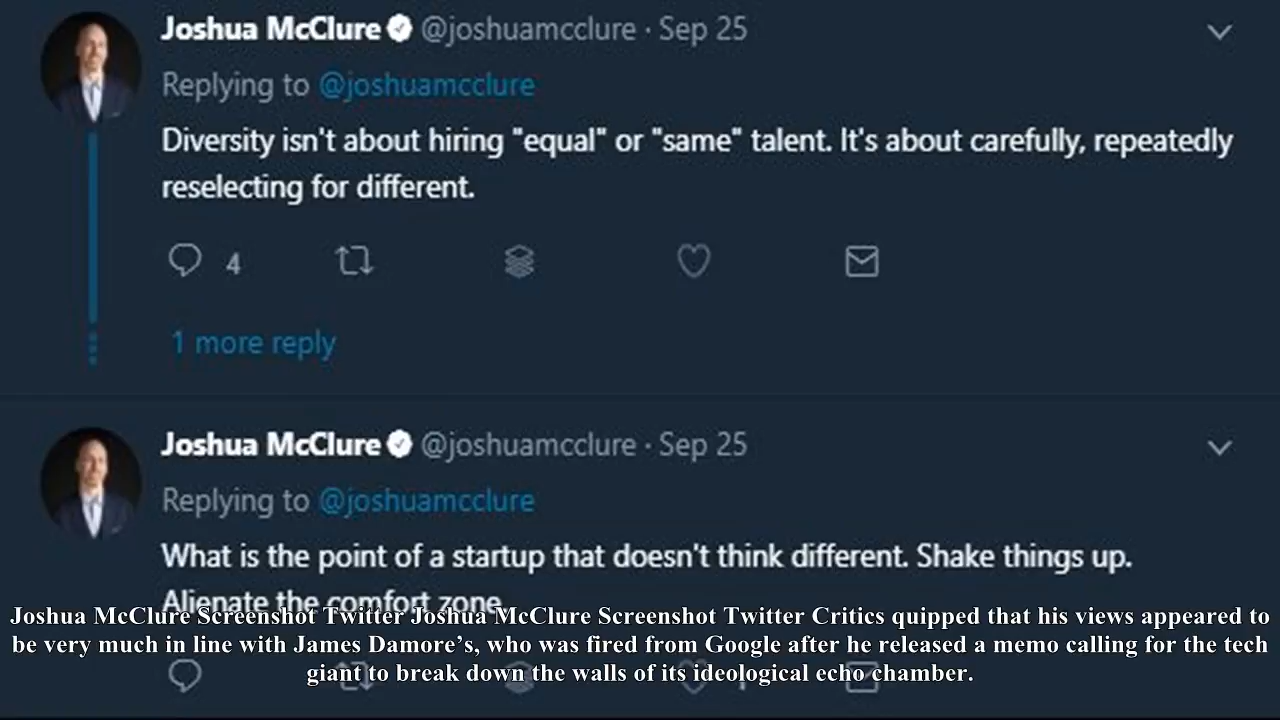 Joshua McClure @joshuamcclure · Sep 25
Replying to @joshuamcclure
Diversity isn't about hiring "equal" or "same" talent. It's about carefully, repeatedly
reselecting for different.
4
1 more reply
Joshua McClure @joshuamcclure · Sep 25
Replying to @joshuamcclure
What is the point of a startup that doesn't think different. Shake things up.
Alienate the comfort zone.
Joshua McClure Screenshot Twitter Joshua McClure Screenshot Twitter Critics quipped that his views appeared to
be very much in line with James Damore’s, who was fired from Google after he released a memo calling for the tech
giant to break down the walls of its ideological echo chamber.